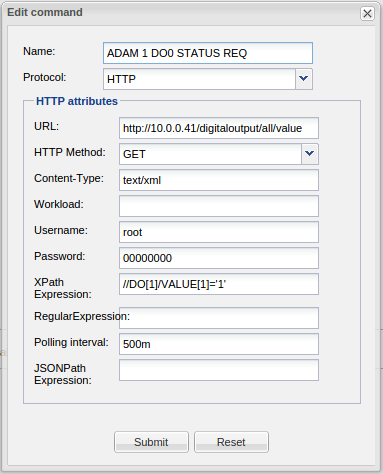 Edit command
Name: ADAM 1 DO0 STATUS REQ
Protocol: HTTP
HTTP attributes
URL: http://10.0.0.41/digitaloutput/all/value
HTTP Method: GET
Content-Type: text/xml
Workload:
Username: root
Password: 00000000
XPath Expression: //DO[1]/VALUE[1]='1'
RegularExpression:
Polling interval: 500m
JSONPath
Expression:
Submit Reset